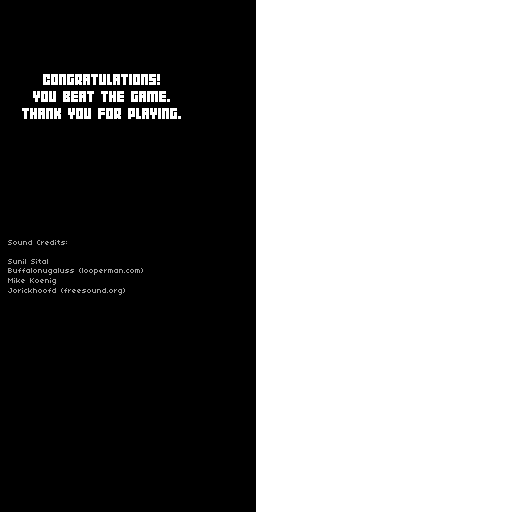 CONGRATULATIONS!
YOU BEAT THE GAME.
THANK YOU FOR PLAYING.
Sound Credits:
Sunil Sital
Buffalonugaluss (looperman.com)
Mike Koenig
Jorickhoofd (freesound.org)